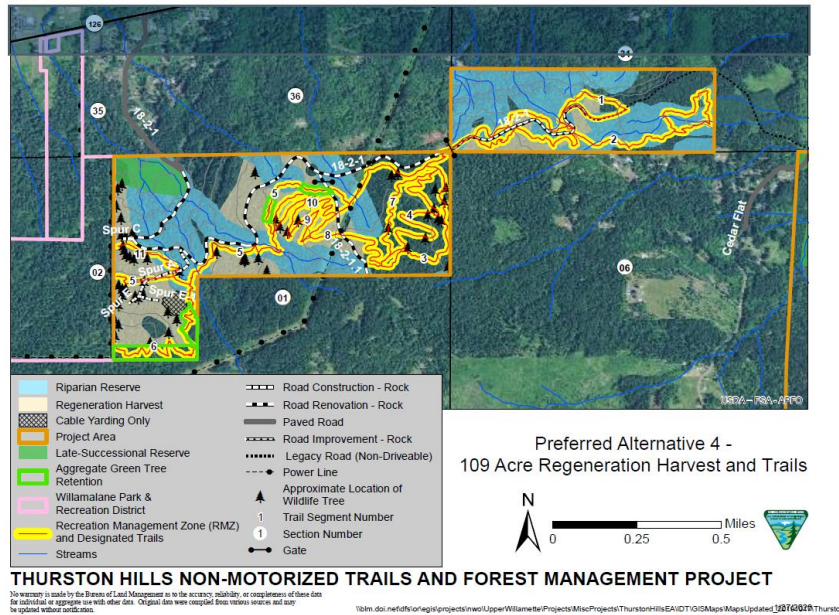 126
31
35
36
18-2-1
18-2-1
1
2
18-2-1
5
10
7
9
4
Cedar Flat
Spur C
8
18-2-1.1
11
5
3
02
5
06
Spur E
01
6
USDA - FSA - APFO
Riparian Reserve
Regeneration Harvest
Cable Yarding Only
Project Area
Late-Successional Reserve
Aggregate Green Tree
Retention
Willamalane Park &
Recreation District
Recreation Management Zone (RMZ)
and Designated Trails
Streams
Road Construction - Rock
Road Renovation - Rock
Paved Road
Road Improvement - Rock
Legacy Road (Non-Driveable)
Power Line
Approximate Location of
Wildlife Tree
1 Trail Segment Number
1 Section Number
Gate
Preferred Alternative 4 -
109 Acre Regeneration Harvest and Trails
N
Miles
0 0.25 0.5
THURSTON HILLS NON-MOTORIZED TRAILS AND FOREST MANAGEMENT PROJECT
No warranty is made by the Bureau of Land Management as to the accuracy, reliability, or completeness of these data
for individual or aggregate use with other data. Original data were compiled from various sources and may
be updated without notification.